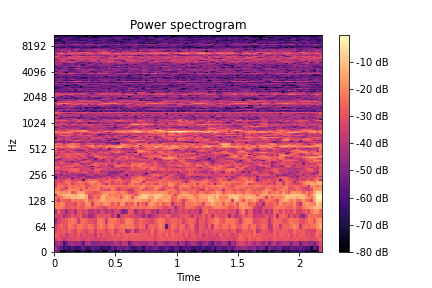 Power spectrogram
8192
4096
2048
1024
512
256
128
64
0
Hz
0
0.5
1
1.5
2
Time
-10 dB
-20 dB
-30 dB
-40 dB
-50 dB
-60 dB
-70 dB
-80 dB